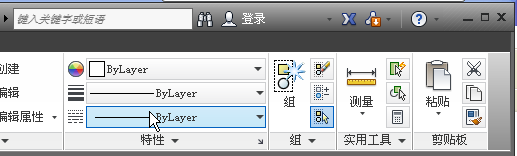 键入关键字或短语 登录
创建 ByLayer
编辑 ByLayer 组 测量 粘贴
编辑属性 ByLayer
特性 组 实用工具 剪贴板